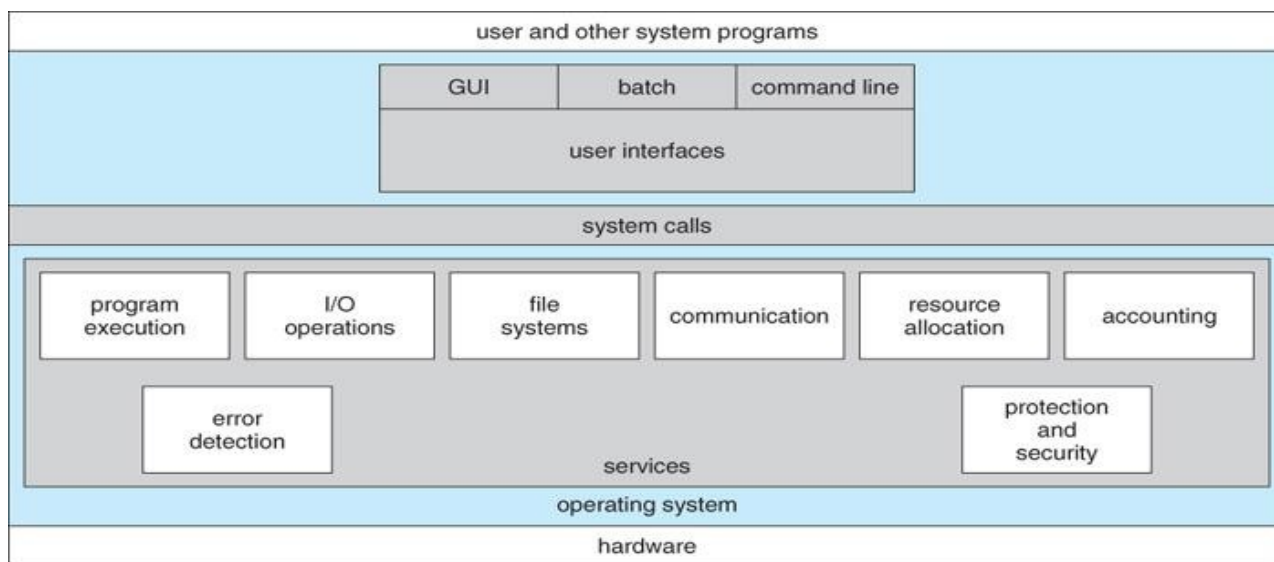 user and other system programs
GUI
batch
command line
user interfaces
system calls
program
execution
I/O
operations
file
systems
communication
resource
allocation
accounting
error
detection
protection
and
security
services
operating system
hardware